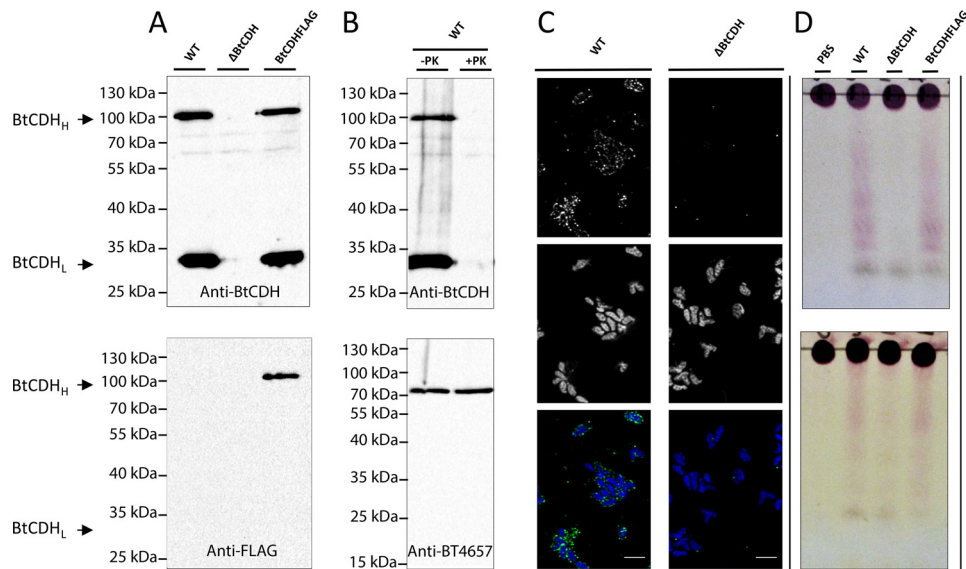 A
WT
ΔBtCDH
BtCDHFLAG
130 kDa
100 kDa
70 kDa
55 kDa
40 kDa
35 kDa
25 kDa
BtCDHH
BtCDHL
Anti-BtCDH
130 kDa
100 kDa
70 kDa
55 kDa
40 kDa
35 kDa
25 kDa
BtCDHH
BtCDHL
Anti-FLAG
B
WT
-PK +PK
130 kDa
100 kDa
70 kDa
55 kDa
40 kDa
35 kDa
25 kDa
Anti-BtCDH
130 kDa
100 kDa
70 kDa
55 kDa
40 kDa
35 kDa
25 kDa
15 kDa
Anti-BT4657
C
WT
ΔBtCDH
D
PBS
WT
ΔBtCDH
BtCDHFLAG